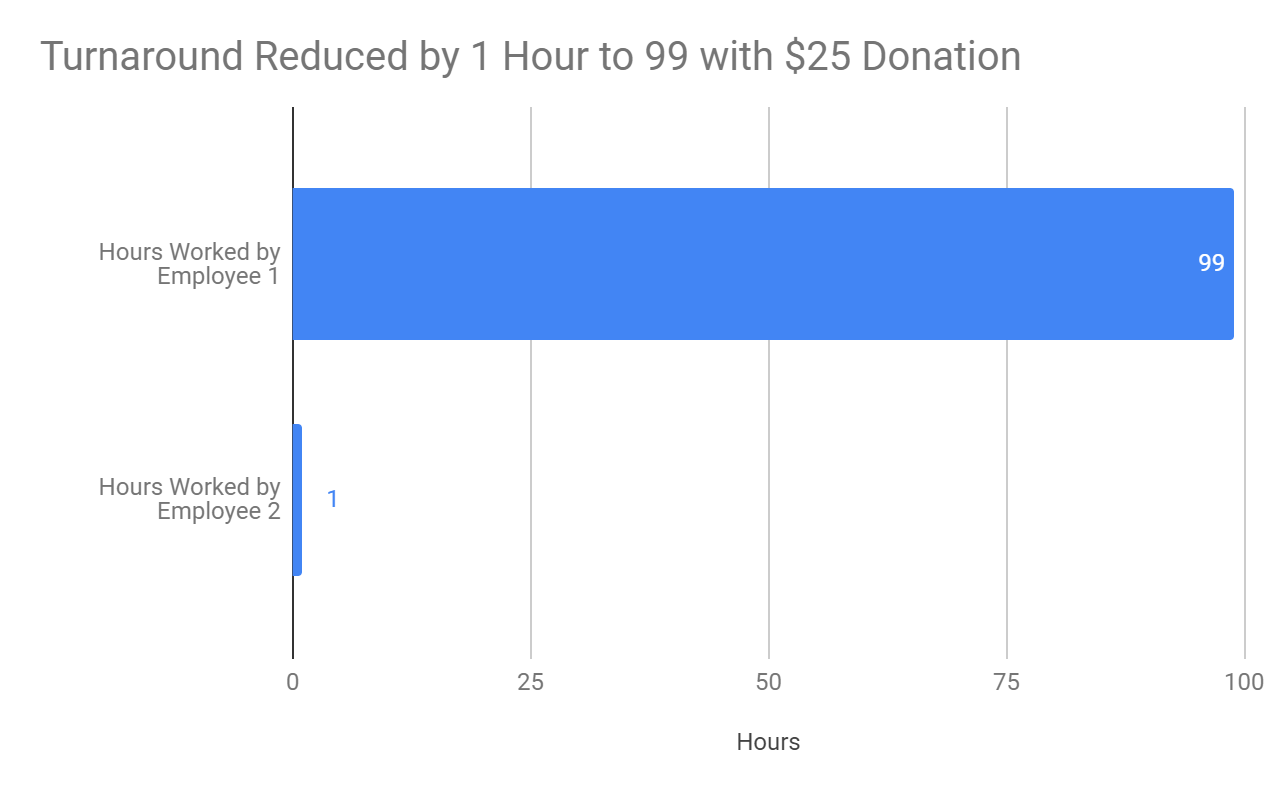 Turnaround Reduced by 1 Hour to 99 with $25 Donation
Hours Worked by
Employee 1
99
Hours Worked by
Employee 2
1
0 25 50 75 100
Hours